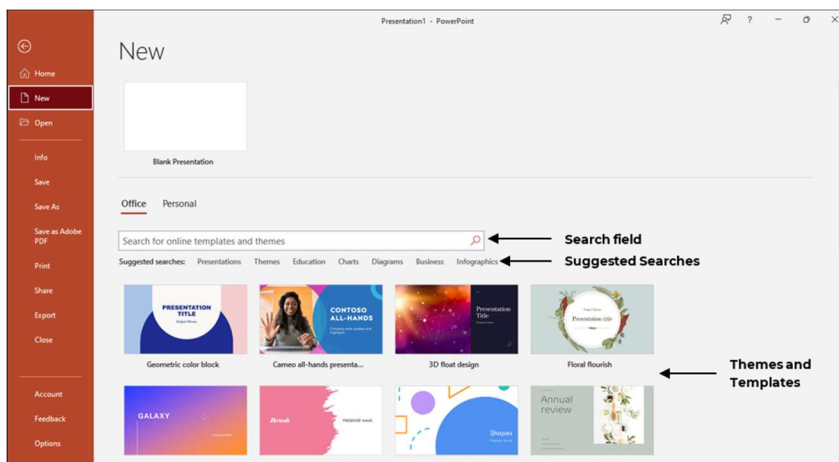 Presentation1 - PowerPoint
?
New
Home
New
Open
Info
Save
Save As
Save as Adobe
PDF
Print
Share
Export
Close
Account
Feedback
Options
Blank Presentation
Office Personal
Search for online templates and themes
Search field
Suggested searches: Presentations Themes Education Charts Diagrams Business Infographics
Suggested Searches
PRESENTATION
TITLE
Geometric color block
CONTOSO
ALL-HANDS
Cameo all-hands presenta...
Presentation
Title
3D float design
Presentation title
Floral flourish
Themes and
Templates
GALAXY
PRESENTER NAME
Shapes
Annual
review